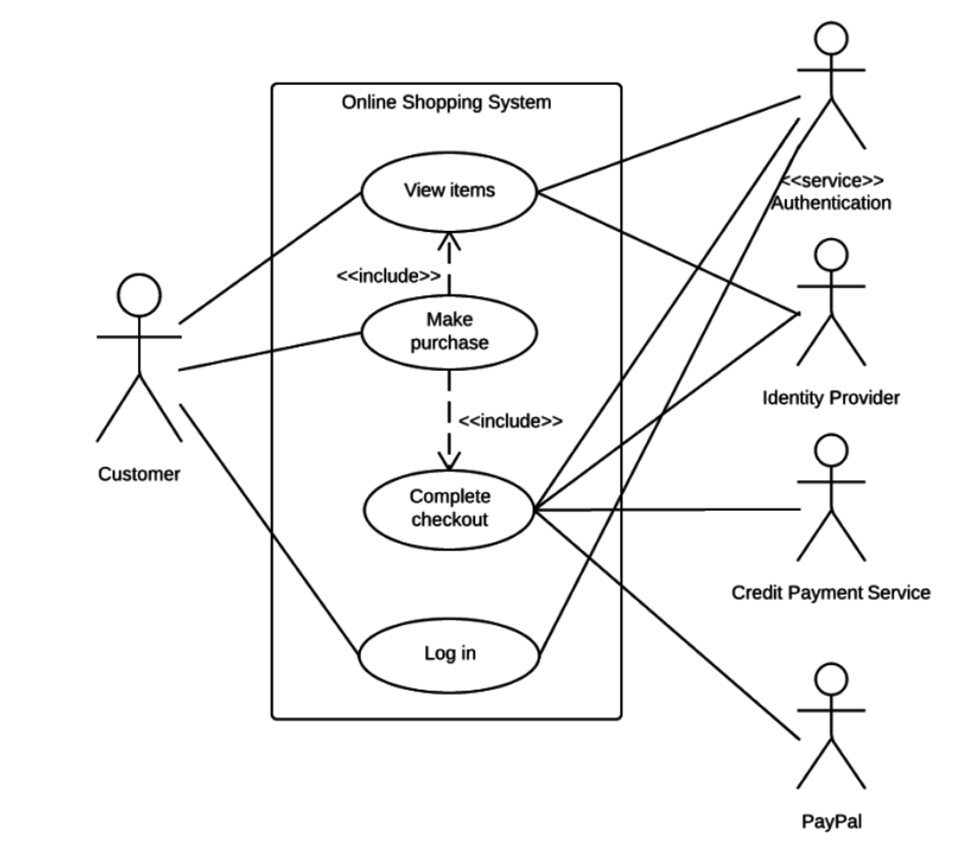 Online Shopping System
View items
<<include>>
Make
purchase
<<include>>
Complete
checkout
Log in
Customer
<<service>>
Authentication
Identity Provider
Credit Payment Service
PayPal